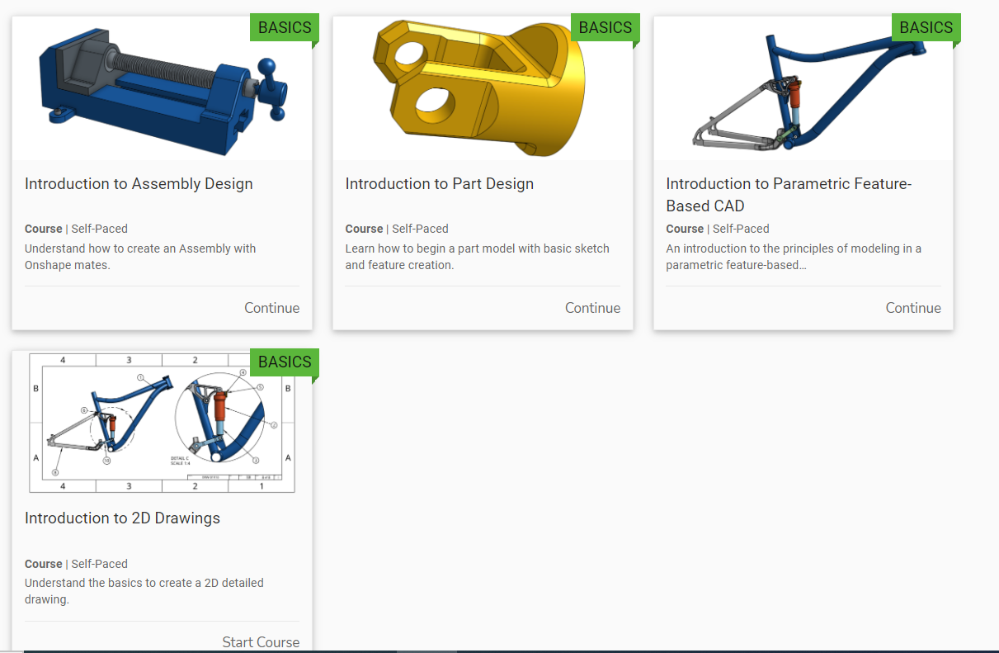 BASICS
Introduction to Assembly Design
Course | Self-Paced
Understand how to create an Assembly with
Onshape mates.
Continue
BASICS
Introduction to Part Design
Course | Self-Paced
Learn how to begin a part model with basic sketch
and feature creation.
Continue
BASICS
Introduction to Parametric Feature-
Based CAD
Course | Self-Paced
An introduction to the principles of modeling in a
parametric feature-based...
Continue
BASICS
4 3 2
B B
A A
DETAIL C
SCALE 1:4
4 3 2 1
Introduction to 2D Drawings
Course | Self-Paced
Understand the basics to create a 2D detailed
drawing.
Start Course